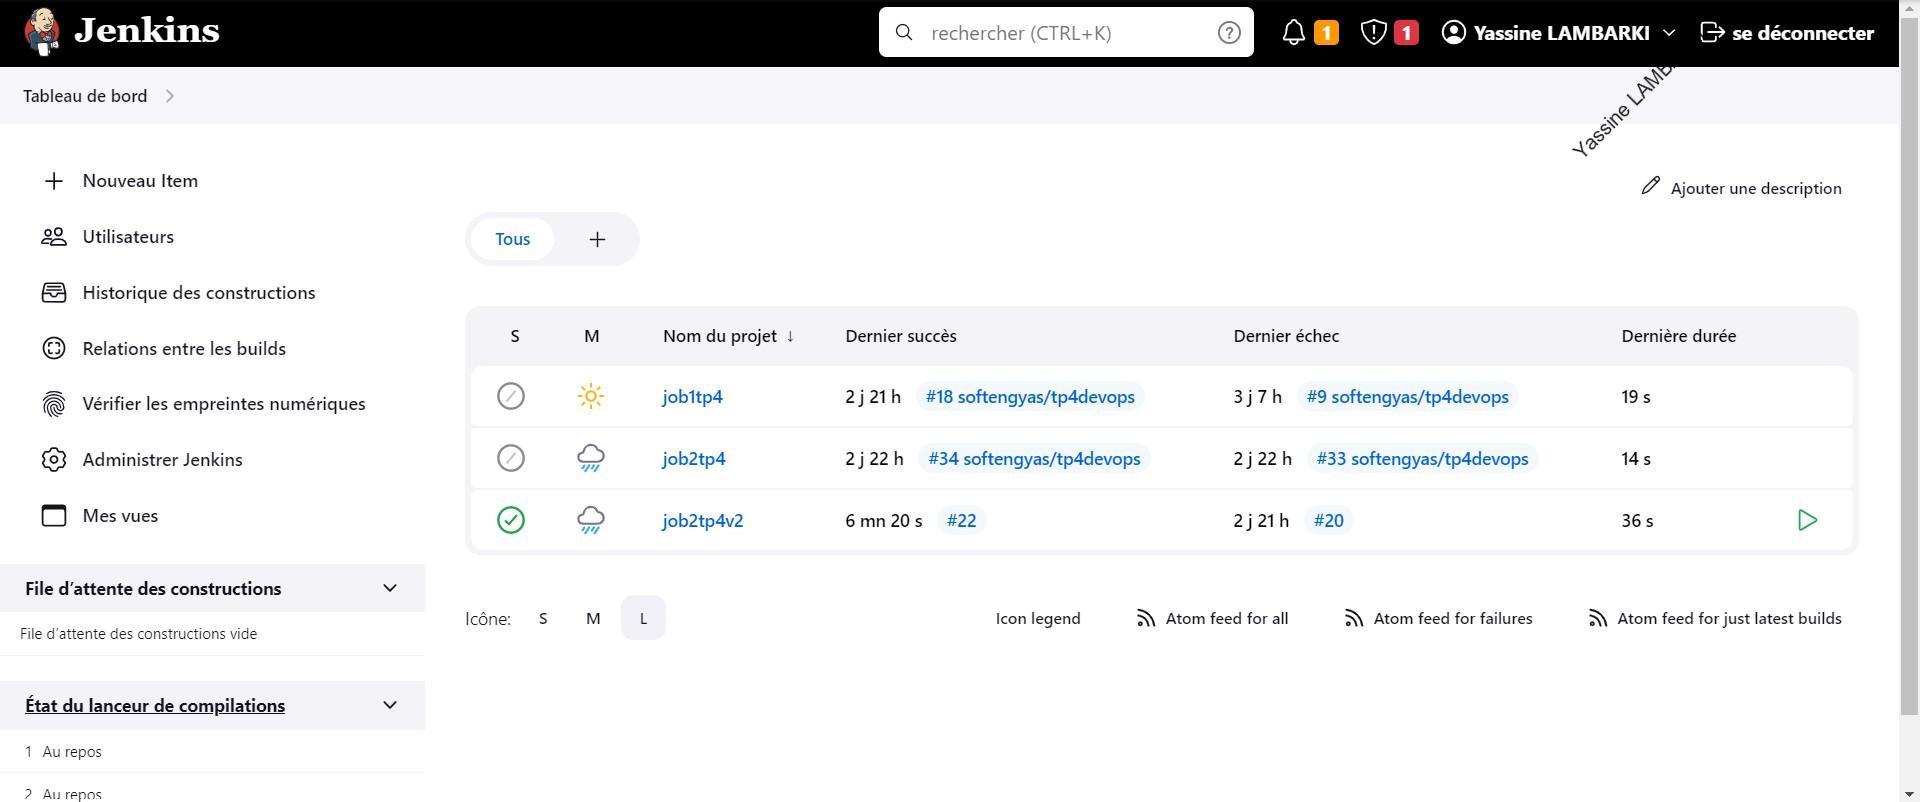 Jenkins
rechercher (CTRL+K)
1
1
Yassine LAMBARKI
se déconnecter
Tableau de bord
Yassine LAMB
Nouveau Item
Utilisateurs
Historique des constructions
Relations entre les builds
Vérifier les empreintes numériques
Administrer Jenkins
Mes vues
File d’attente des constructions
File d’attente des constructions vide
État du lanceur de compilations
1 Au repos
2 Au repos
Ajouter une description
Tous
S M Nom du projet ↓ Dernier succès Dernier échec Dernière durée
job1tp4 2 j 21 h #18 softengyas/tp4devops 3 j 7 h #9 softengyas/tp4devops 19 s
job2tp4 2 j 22 h #34 softengyas/tp4devops 2 j 22 h #33 softengyas/tp4devops 14 s
job2tp4v2 6 mn 20 s #22 2 j 21 h #20 36 s
Icône: S M L Icon legend Atom feed for all Atom feed for failures Atom feed for just latest builds